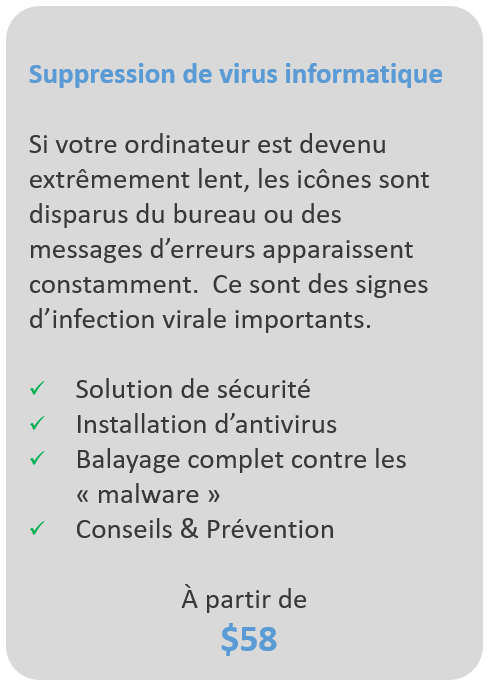 Suppression de virus informatique
Si votre ordinateur est devenu
extrêmement lent, les icônes sont
disparus du bureau ou des
messages d’erreurs apparaissent
constamment.  Ce sont des signes
d’infection virale importants.
✓ Solution de sécurité
✓ Installation d’antivirus
✓ Balayage complet contre les
« malware »
✓ Conseils & Prévention
À partir de
$58